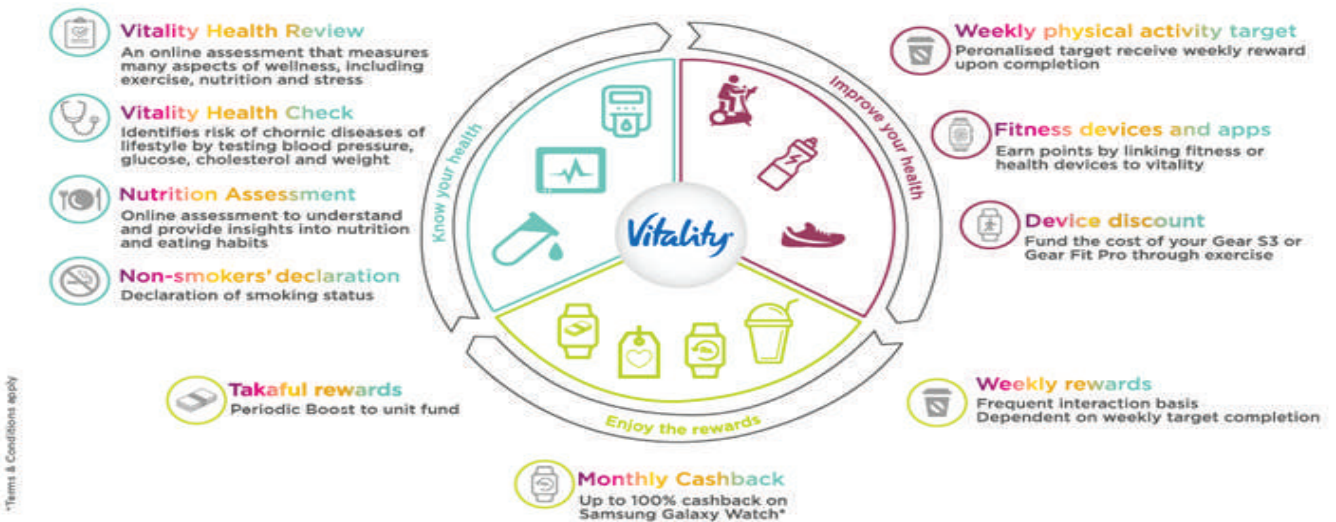 Vitality Health Review
An online assessment that measures
many aspects of wellness, including
exercise, nutrition and stress
Vitality Health Check
Identifies risk of chornic diseases of
lifestyle by testing blood pressure,
glucose, cholesterol and weight
Nutrition Assessment
Online assessment to understand
and provide insights into nutrition
and eating habits
Non-smokers' declaration
Declaration of smoking status
Know your health
Improve your health
Vitality
Enjoy the rewards
Weekly physical activity target
Peronalised target receive weekly reward
upon completion
Fitness devices and apps
Earn points by linking fitness or
health devices to vitality
Device discount
Fund the cost of your Gear S3 or
Gear Fit Pro through exercise
Takaful rewards
Periodic Boost to unit fund
Weekly rewards
Frequent interaction basis
Dependent on weekly target completion
Monthly Cashback
Up to 100% cashback on
Samsung Galaxy Watch*
*Terms & Conditions apply